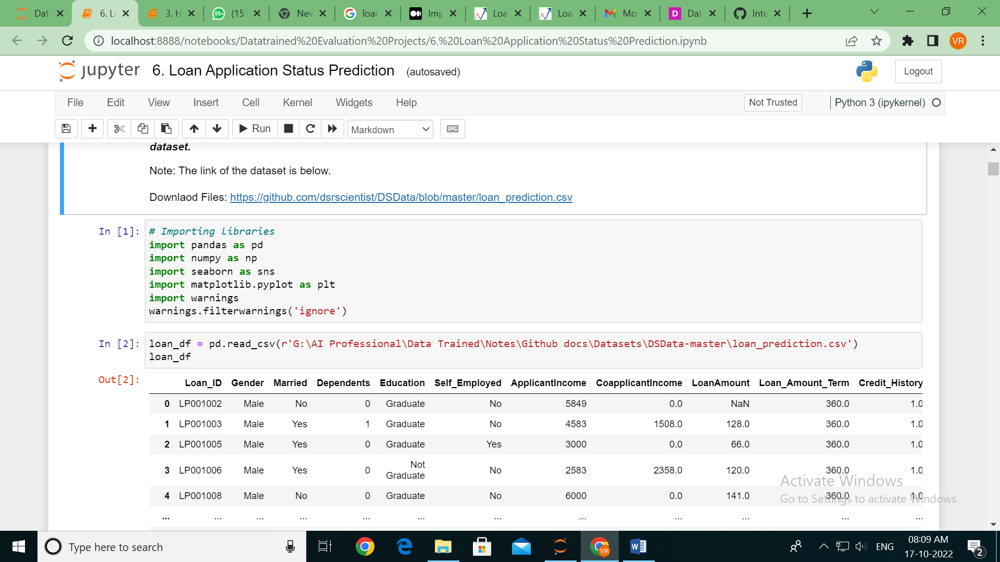 Dat
6. L
3. H
99+ (15
New
loar
Imp
Loa
Loa
Mo
D Dat
Inte
localhost:8888/notebooks/Datatrained%20Evaluation%20Projects/6.%20Loan%20Application%20Status%20Prediction.ipynb
VR
jupyter 6. Loan Application Status Prediction (autosaved)
Logout
File Edit View Insert Cell Kernel Widgets Help
Not Trusted
Python 3 (ipykernel)
Run
Markdown
dataset.
Note: The link of the dataset is below.
Downlaod Files: https://github.com/dsrscientist/DSData/blob/master/loan_prediction.csv
In [1]: # Importing libraries
import pandas as pd
import numpy as np
import seaborn as sns
import matplotlib.pyplot as plt
import warnings
warnings.filterwarnings('ignore')
In [2]: loan_df = pd.read_csv(r'G:\AI Professional\Data Trained\Notes\Github docs\Datasets\DSData-master\loan_prediction.csv')
loan_df
Out[2]:
Loan_ID Gender Married Dependents Education Self_Employed ApplicantIncome CoapplicantIncome LoanAmount Loan_Amount_Term Credit_History
0 LP001002 Male No 0 Graduate No 5849 0.0 NaN 360.0 1.0
1 LP001003 Male Yes 1 Graduate No 4583 1508.0 128.0 360.0 1.0
2 LP001005 Male Yes 0 Graduate Yes 3000 0.0 66.0 360.0 1.0
3 LP001006 Male Yes 0 Not Graduate No 2583 2358.0 120.0 360.0 1.0
4 LP001008 Male No 0 Graduate No 6000 0.0 141.0 360.0 1.0
... ... ... ... ... ... ... ... ... ... ... ...
Activate Windows
Go to Settings to activate Windows.
Type here to search
VR
W
ENG
08:09 AM
17-10-2022
2